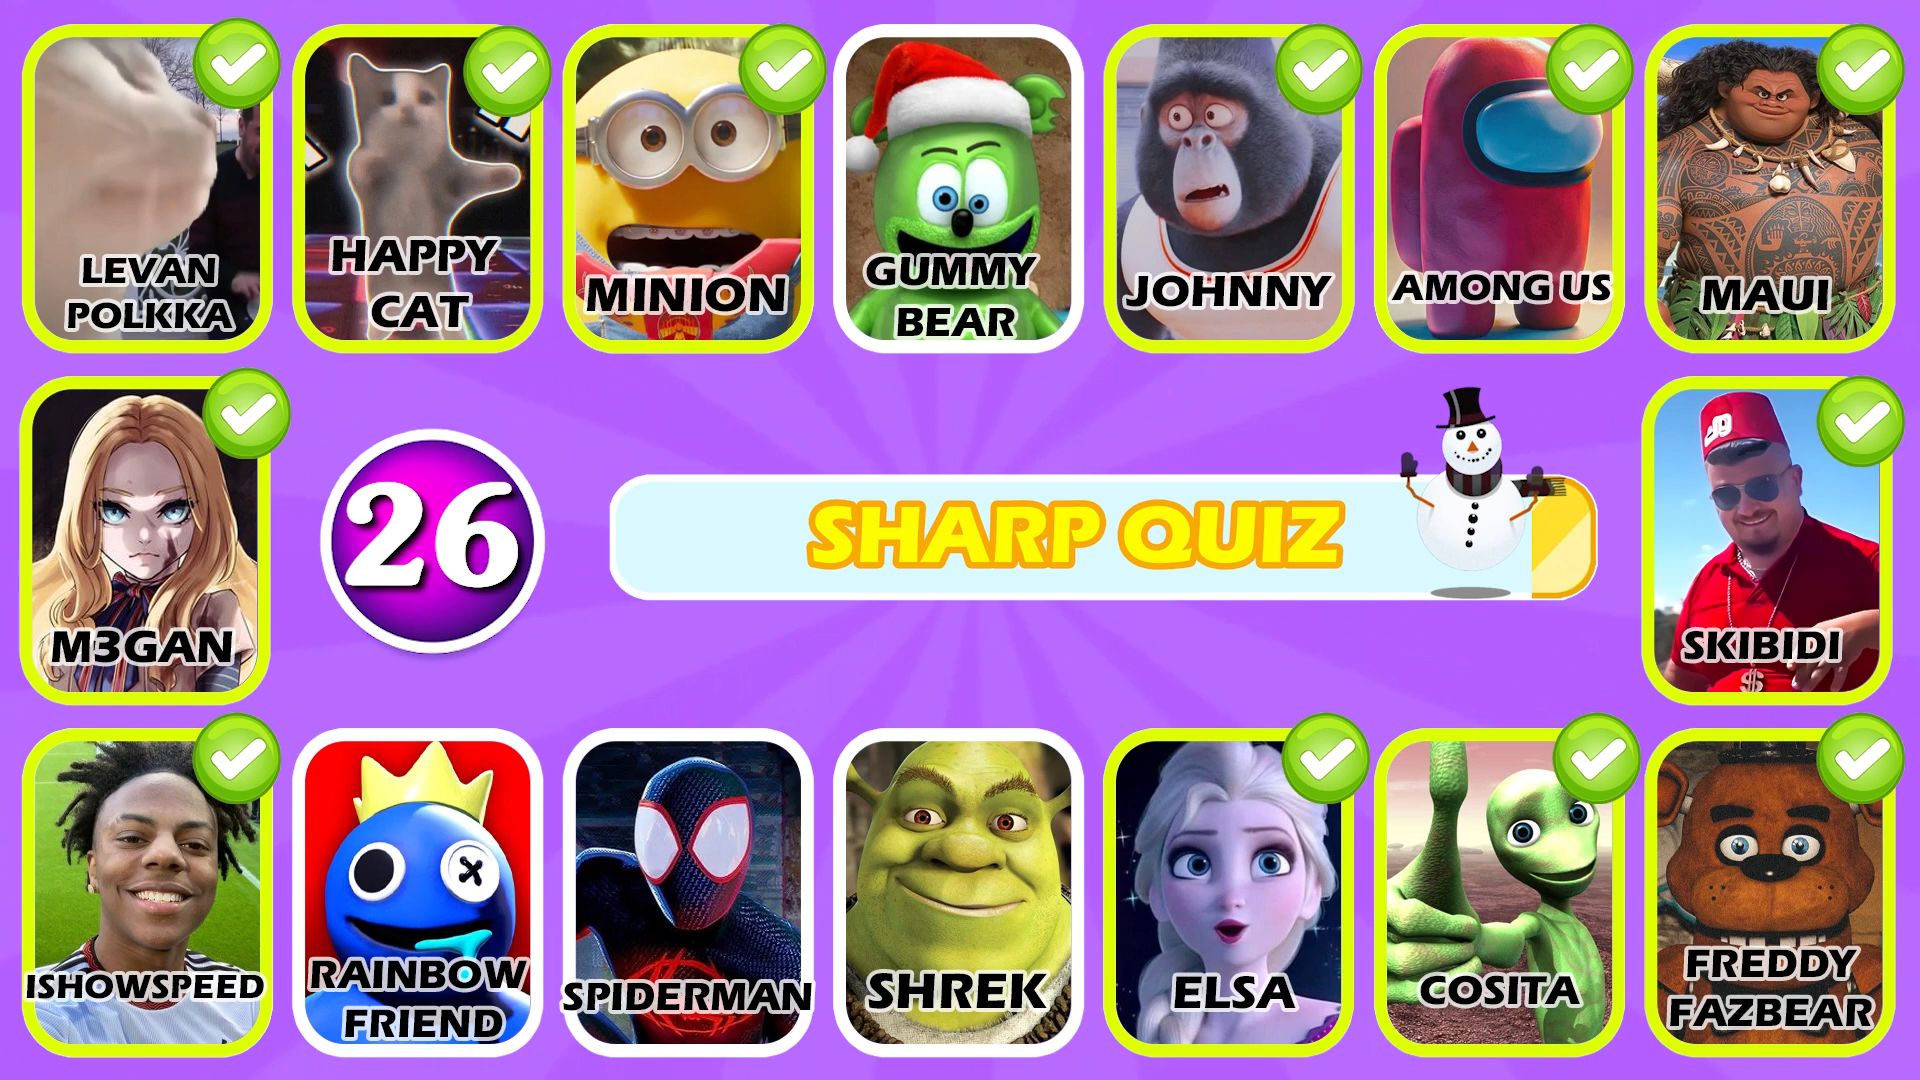 LEVAN
POLKKA
HAPPY
CAT
MINION
GUMMY
BEAR
JOHNNY
AMONG US
MAUI
M3GAN
26
SHARP QUIZ
SKIBIDI
ISHOWSPEED
RAINBOW
FRIEND
SPIDERMAN
SHREK
ELSA
COSITA
FREDDY
FAZBEAR